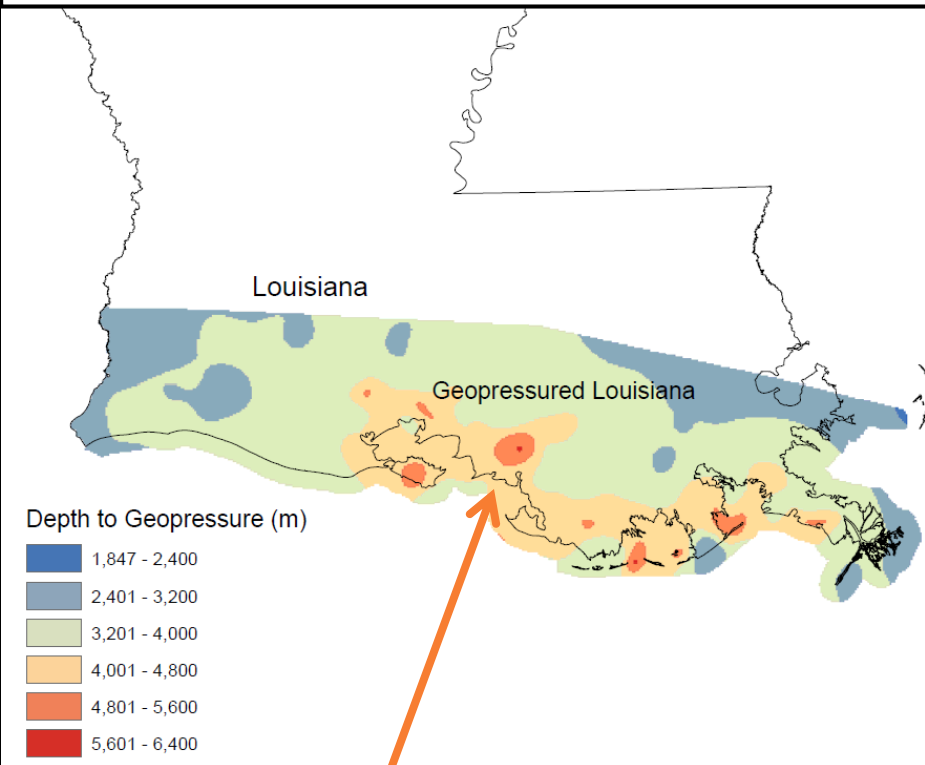 Louisiana
Geopressured Louisiana
Depth to Geopressure (m)
1,847 - 2,400
2,401 - 3,200
3,201 - 4,000
4,001 - 4,800
4,801 - 5,600
5,601 - 6,400